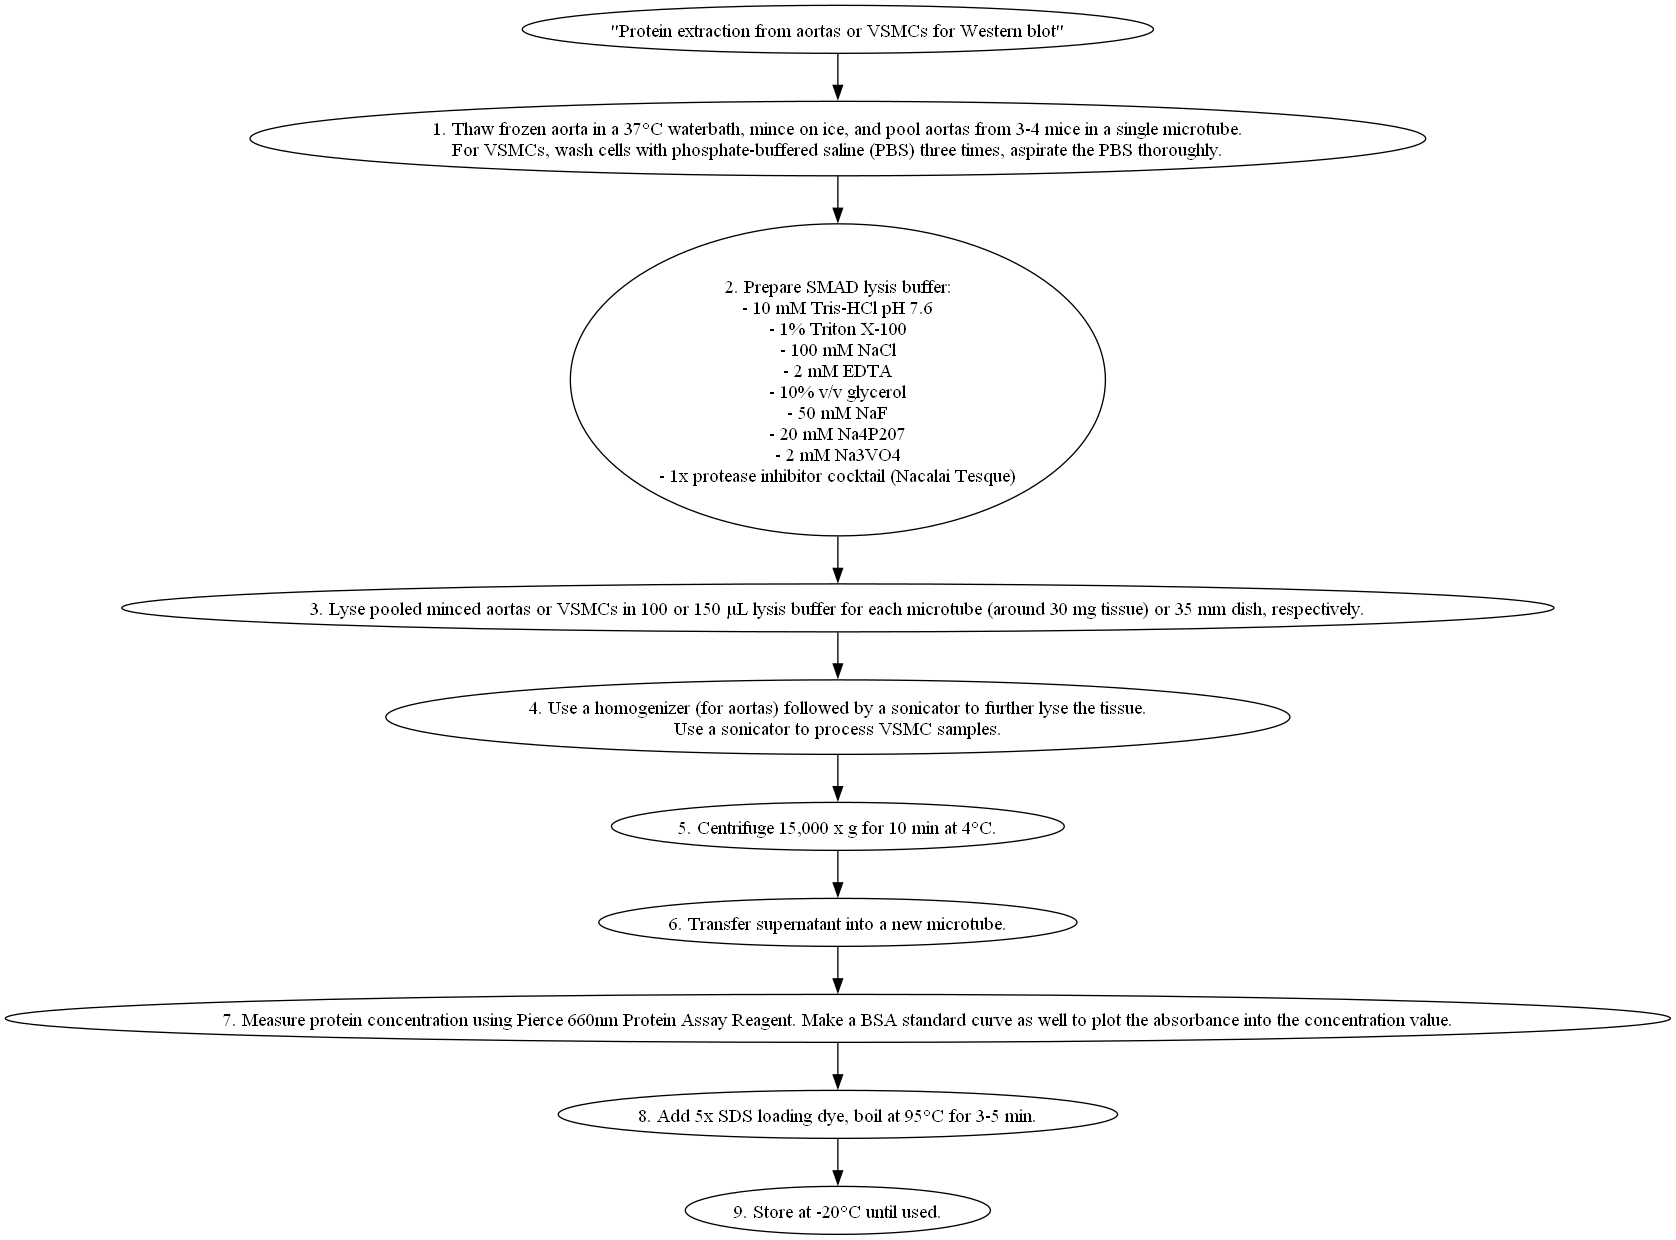 "Protein extraction from aortas or VSMCs for Western blot"
1. Thaw frozen aorta in a 37°C waterbath, mince on ice, and pool aortas from 3-4 mice in a single microtube.
For VSMCs, wash cells with phosphate-buffered saline (PBS) three times, aspirate the PBS thoroughly.
2. Prepare SMAD lysis buffer:
- 10 mM Tris-HCl pH 7.6
- 1% Triton X-100
- 100 mM NaCl
- 2 mM EDTA
- 10% v/v glycerol
- 50 mM NaF
- 20 mM Na4P207
- 2 mM Na3VO4
- 1x protease inhibitor cocktail (Nacalai Tesque)
3. Lyse pooled minced aortas or VSMCs in 100 or 150 μL lysis buffer for each microtube (around 30 mg tissue) or 35 mm dish, respectively.
4. Use a homogenizer (for aortas) followed by a sonicator to further lyse the tissue.
Use a sonicator to process VSMC samples.
5. Centrifuge 15,000 x g for 10 min at 4°C.
6. Transfer supernatant into a new microtube.
7. Measure protein concentration using Pierce 660nm Protein Assay Reagent. Make a BSA standard curve as well to plot the absorbance into the concentration value.
8. Add 5x SDS loading dye, boil at 95°C for 3-5 min.
9. Store at -20°C until used.